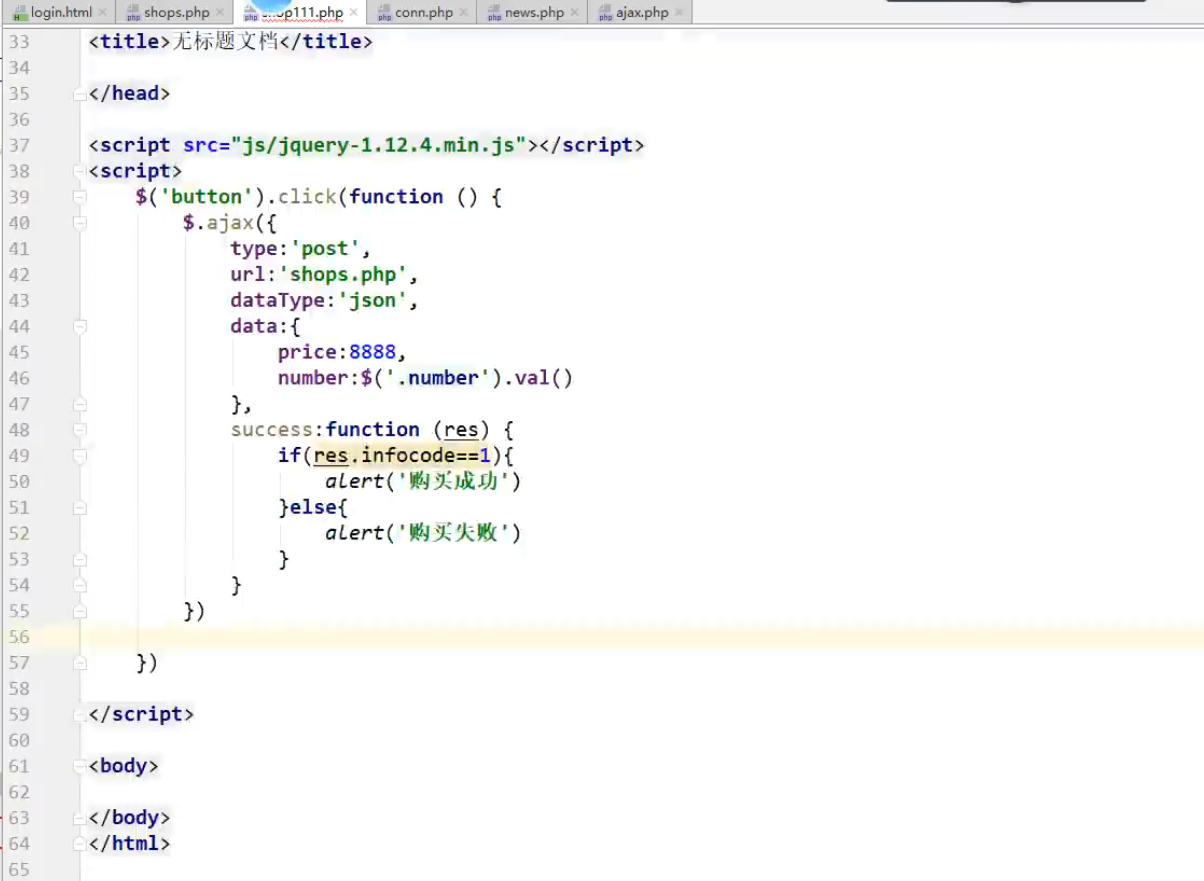 login.html
shops.php
shop111.php
conn.php
news.php
ajax.php
33 <title>无标题文档</title>
34
35 </head>
36
37 <script src="js/jquery-1.12.4.min.js"></script>
38 <script>
39 $('button').click(function () {
40 $.ajax({
41 type:'post',
42 url:'shops.php',
43 dataType:'json',
44 data:{
45 price:8888,
46 number:$('.number').val()
47 },
48 success:function (res) {
49 if(res.infocode==1){
50 alert('购买成功')
51 }else{
52 alert('购买失败')
53 }
54 }
55 })
56
57 })
58
59 </script>
60
61 <body>
62
63 </body>
64 </html>
65